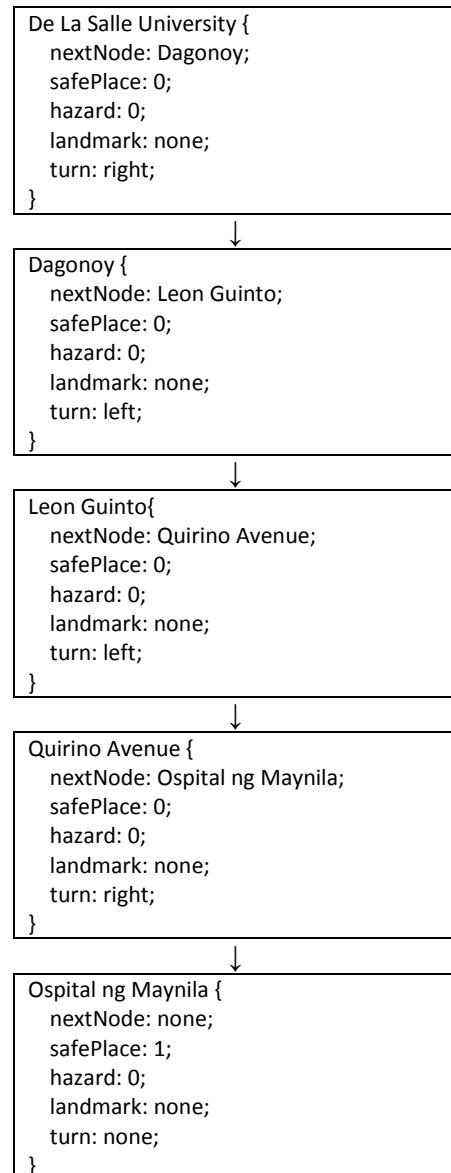 De La Salle University {
nextNode: Dagonoy;
safePlace: 0;
hazard: 0;
landmark: none;
turn: right;
}
↓
Dagonoy {
nextNode: Leon Guinto;
safePlace: 0;
hazard: 0;
landmark: none;
turn: left;
}
↓
Leon Guinto{
nextNode: Quirino Avenue;
safePlace: 0;
hazard: 0;
landmark: none;
turn: left;
}
↓
Quirino Avenue {
nextNode: Ospital ng Maynila;
safePlace: 0;
hazard: 0;
landmark: none;
turn: right;
}
↓
Ospital ng Maynila {
nextNode: none;
safePlace: 1;
hazard: 0;
landmark: none;
turn: none;
}